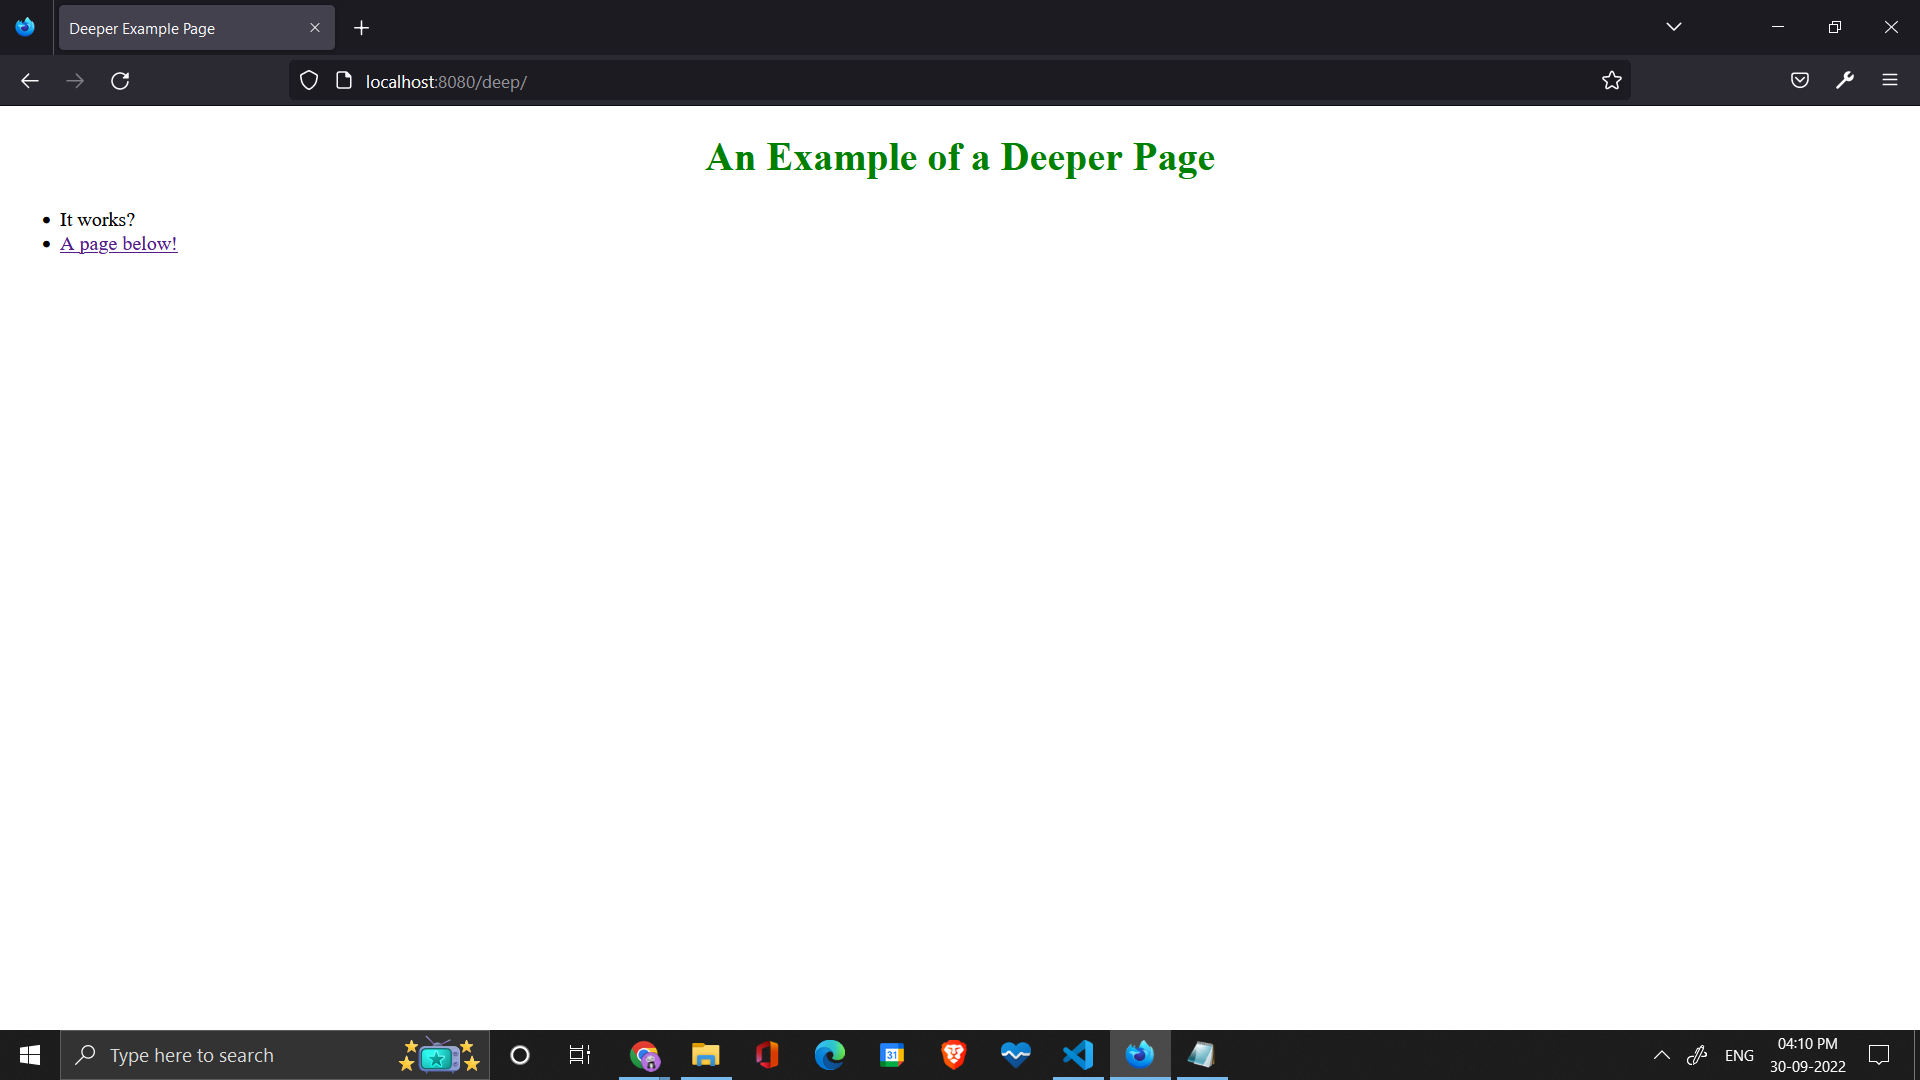 Deeper Example Page
localhost:8080/deep/
An Example of a Deeper Page
It works?
A page below!
Type here to search
31
ENG
04:10 PM
30-09-2022